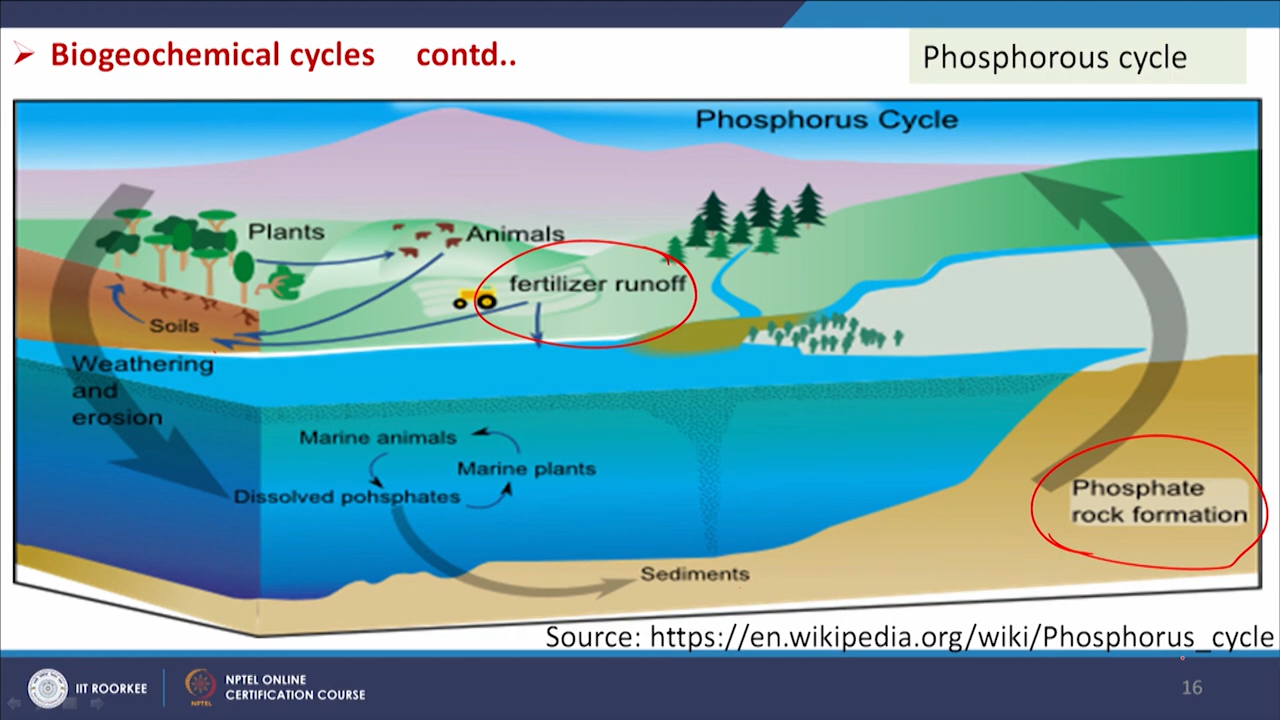 Biogeochemical cycles contd..
Phosphorous cycle
Phosphorus Cycle
Plants
Animals
fertilizer runoff
Soils
Weathering
and
erosion
Marine animals
Marine plants
Dissolved pohsphates
Phosphate
rock formation
Sediments
Source: https://en.wikipedia.org/wiki/Phosphorus_cycle
IIT ROORKEE
NPTEL
NPTEL ONLINE
CERTIFICATION COURSE
16